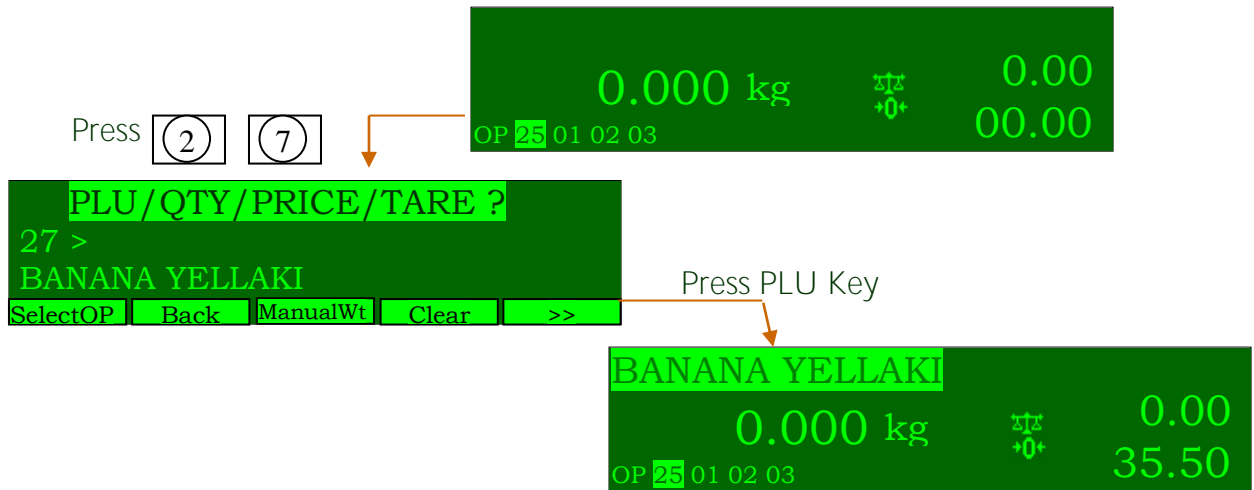 0.000 kg 0.00
→0← 00.00
OP 25 01 02 03
Press 2 7
PLU/QTY/PRICE/TARE ?
27 >
BANANA YELLAKI
SelectOP Back ManualWt Clear >>
Press PLU Key
BANANA YELLAKI
0.000 kg 0.00
→0← 35.50
OP 25 01 02 03